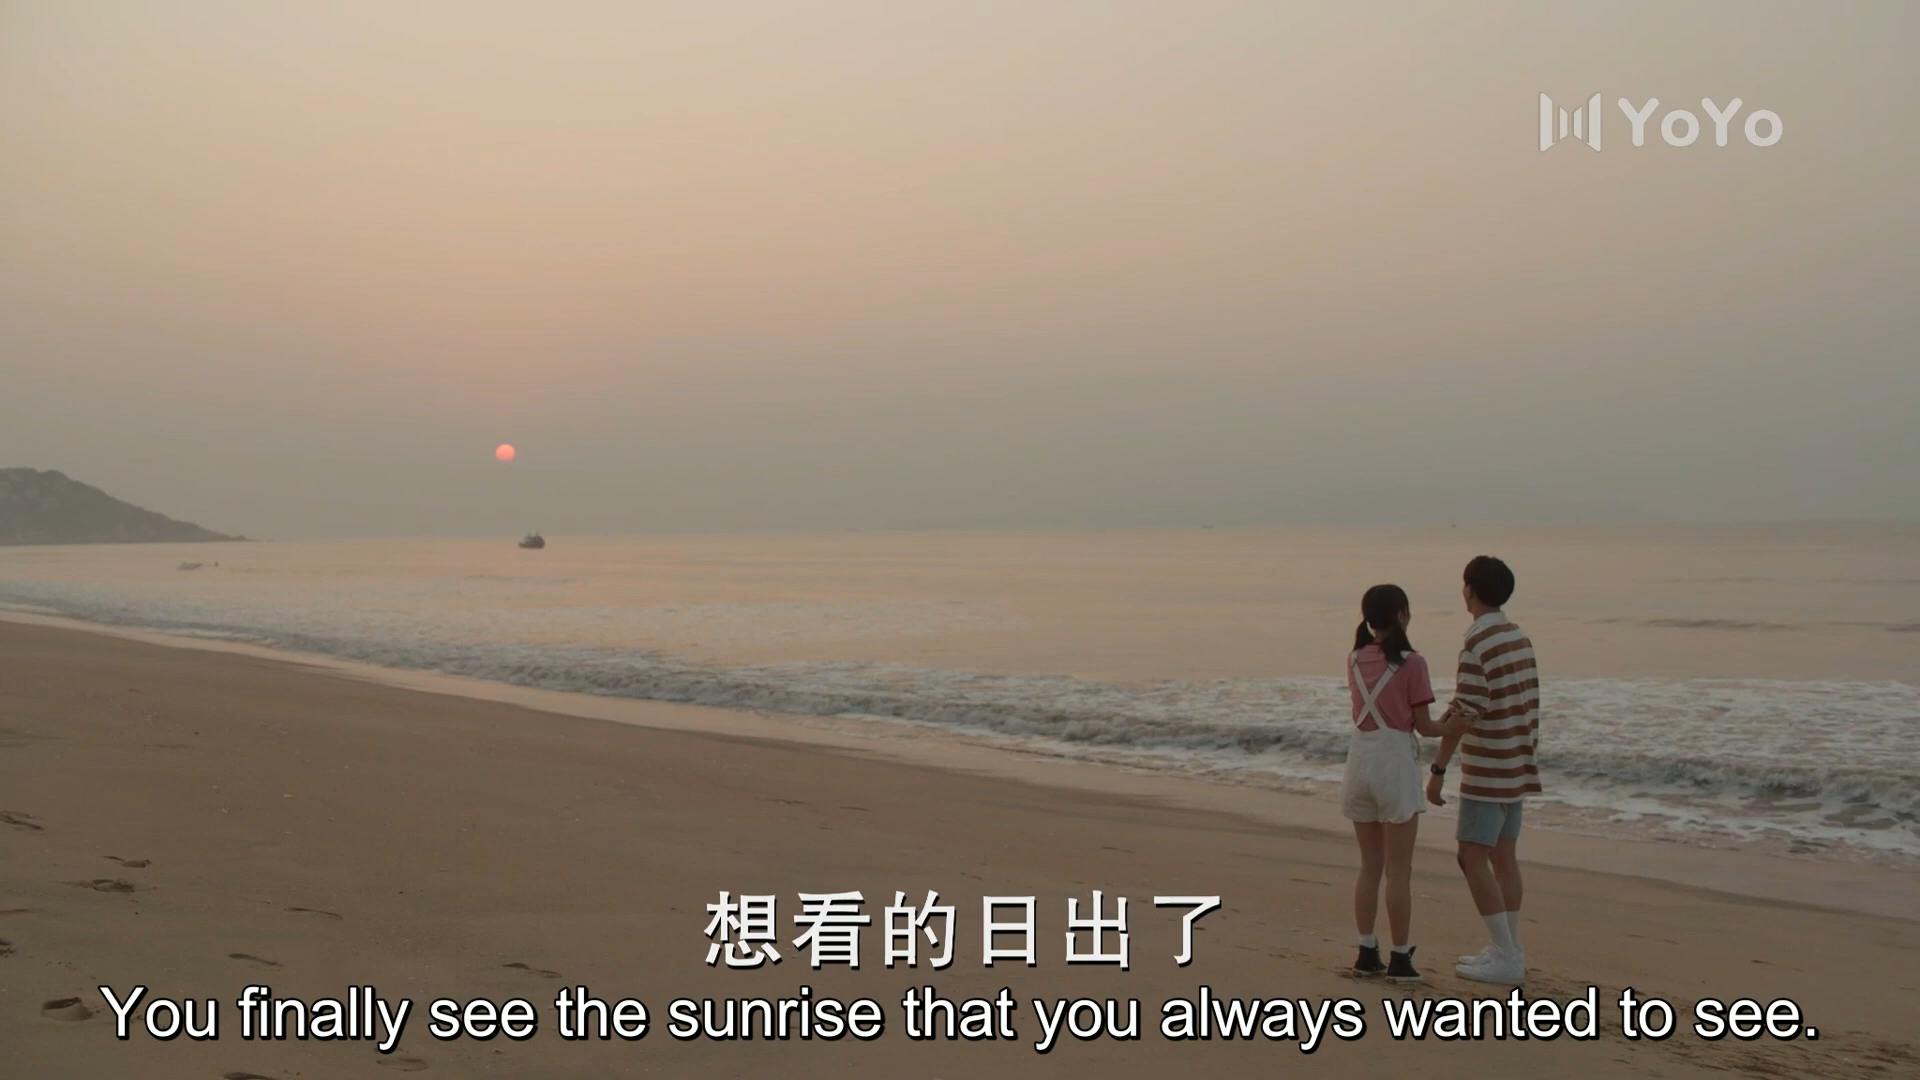 YoYo
想看的日出了
You finally see the sunrise that you always wanted to see.